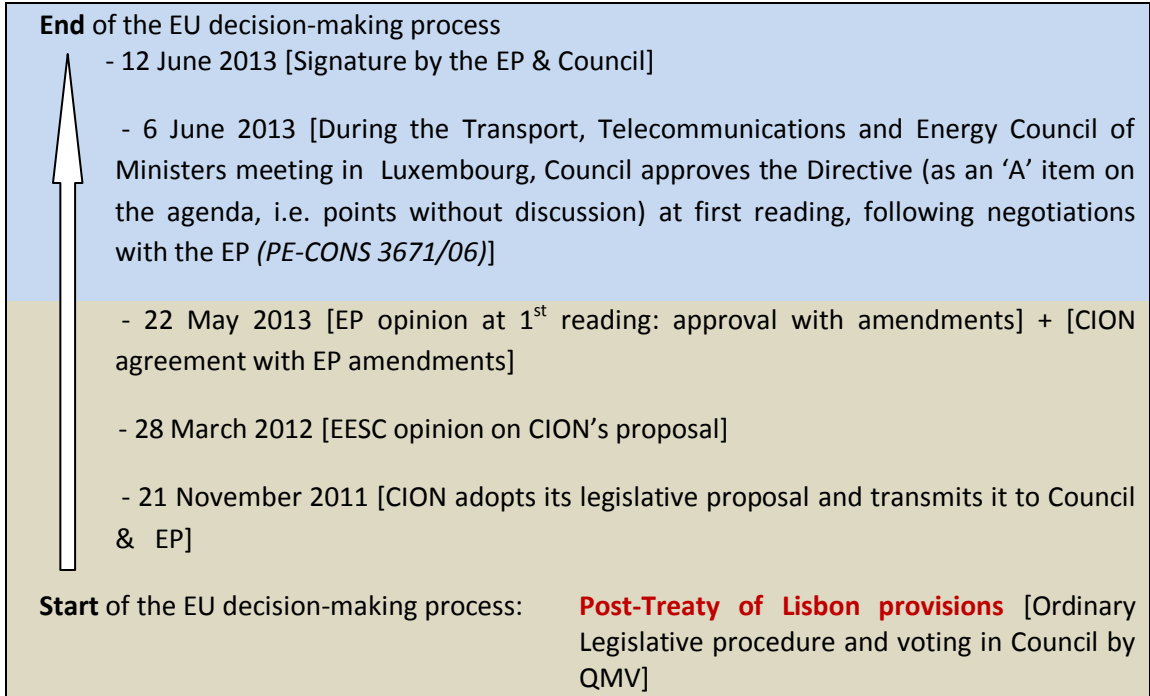 End of the EU decision-making process
- 12 June 2013 [Signature by the EP & Council]
- 6 June 2013 [During the Transport, Telecommunications and Energy Council of
Ministers meeting in Luxembourg, Council approves the Directive (as an ‘A’ item on
the agenda, i.e. points without discussion) at first reading, following negotiations
with the EP (PE-CONS 3671/06)]
- 22 May 2013 [EP opinion at 1st reading: approval with amendments] + [CION
agreement with EP amendments]
- 28 March 2012 [EESC opinion on CION’s proposal]
- 21 November 2011 [CION adopts its legislative proposal and transmits it to Council
& EP]
Start of the EU decision-making process: Post-Treaty of Lisbon provisions [Ordinary
Legislative procedure and voting in Council by
QMV]